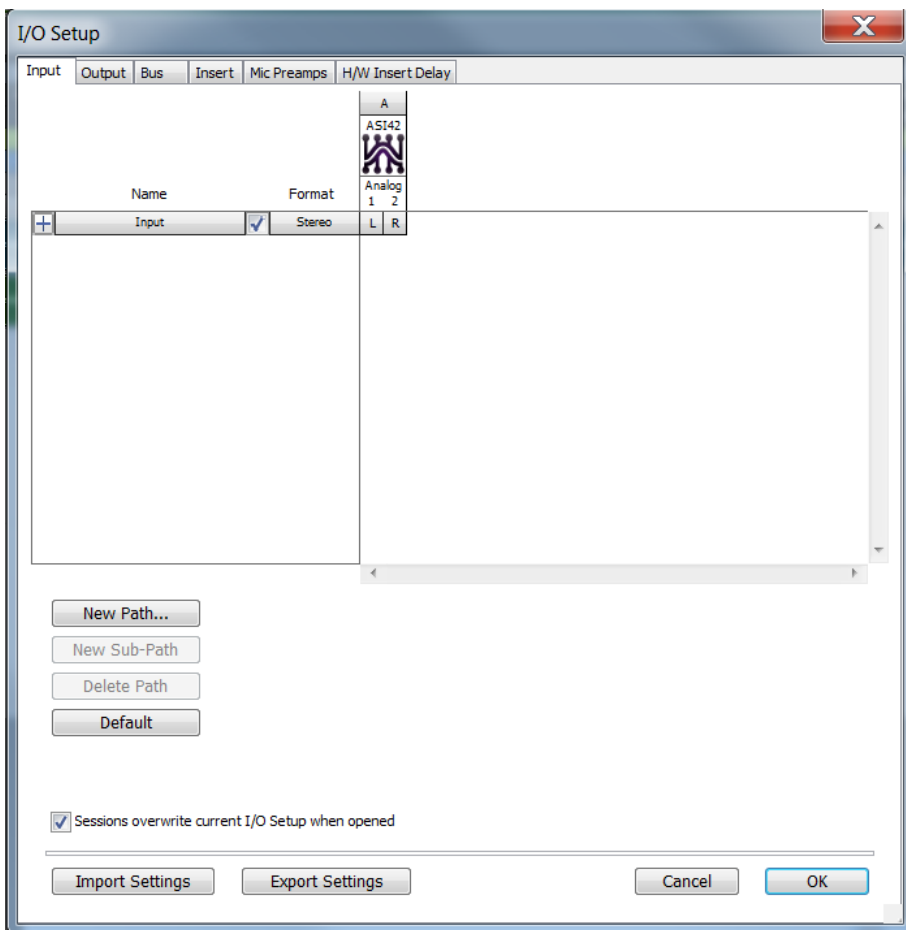 I/O Setup
Input Output Bus Insert Mic Preamps H/W Insert Delay
A
ASI42
Analog
Name Format 1 2
Input Stereo L R
New Path...
New Sub-Path
Delete Path
Default
Sessions overwrite current I/O Setup when opened
Import Settings Export Settings Cancel OK